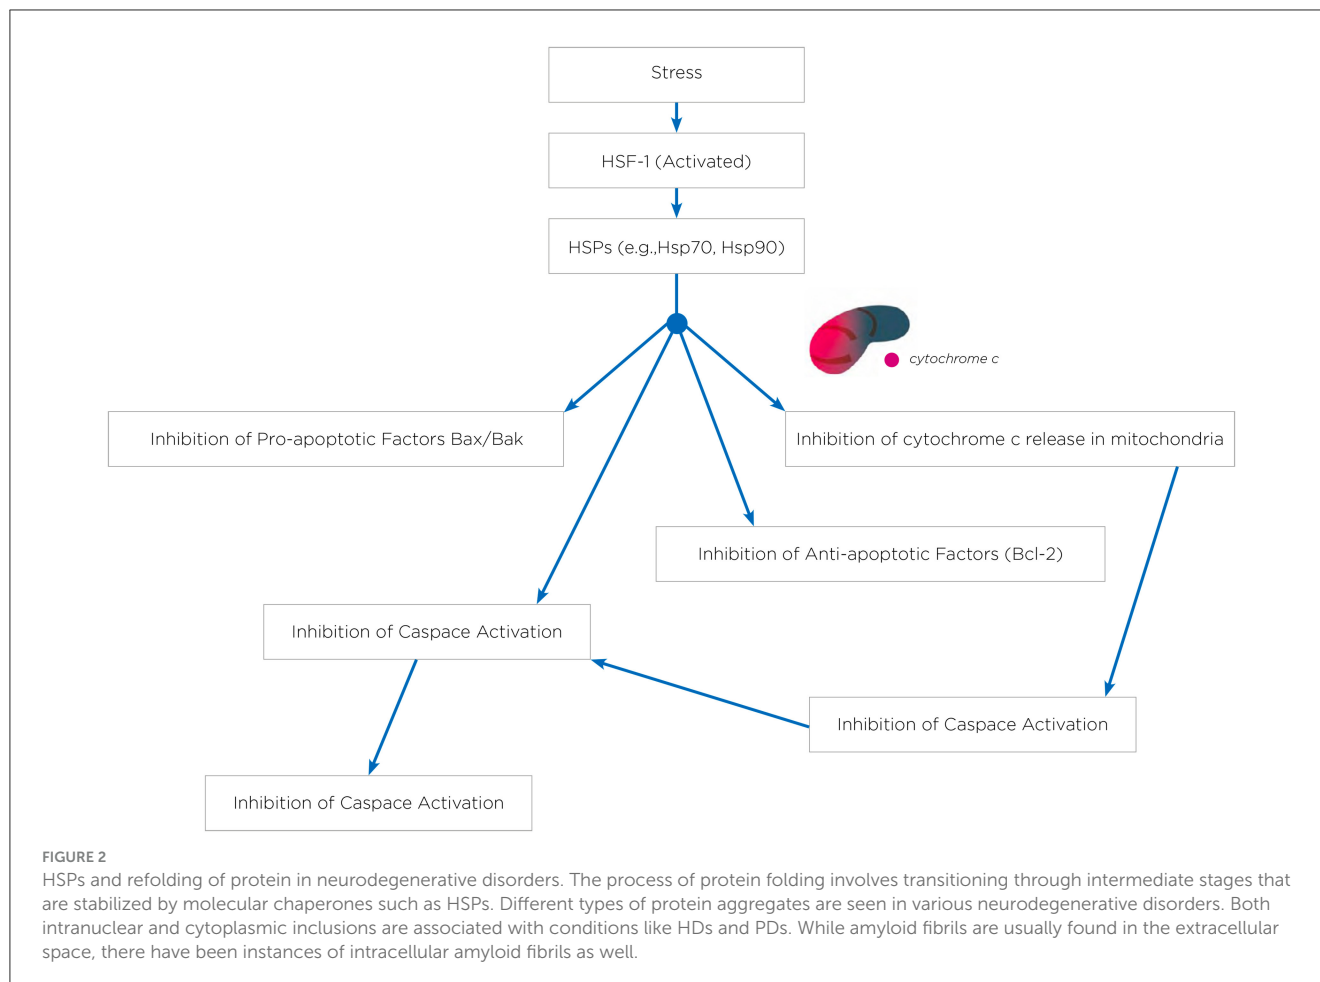 Stress
HSF-1 (Activated)
HSPs (e.g.,Hsp70, Hsp90)
cytochrome c
Inhibition of Pro-apoptotic Factors Bax/Bak
Inhibition of cytochrome c release in mitochondria
Inhibition of Anti-apoptotic Factors (Bcl-2)
Inhibition of Caspace Activation
Inhibition of Caspace Activation
Inhibition of Caspace Activation
FIGURE 2
HSPs and refolding of protein in neurodegenerative disorders. The process of protein folding involves transitioning through intermediate stages that
are stabilized by molecular chaperones such as HSPs. Different types of protein aggregates are seen in various neurodegenerative disorders. Both
intranuclear and cytoplasmic inclusions are associated with conditions like HDs and PDs. While amyloid fibrils are usually found in the extracellular
space, there have been instances of intracellular amyloid fibrils as well.